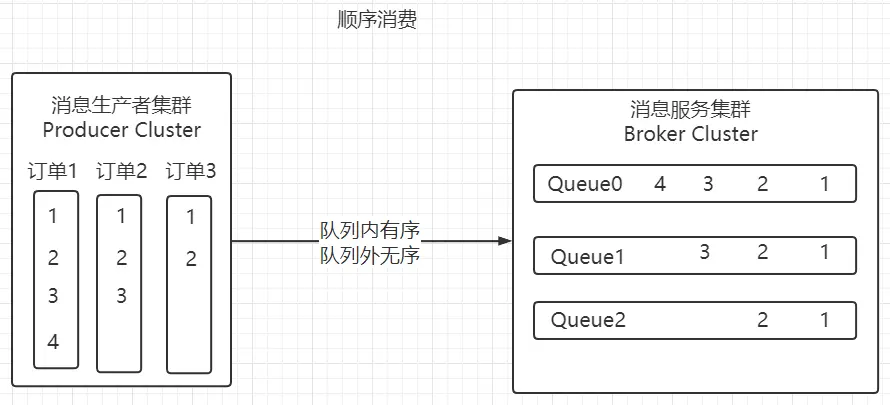 顺序消费
消息生产者集群
Producer Cluster
订单1 订单2 订单3
1 1 1
2 2 2
3 3
4
队列内有序
队列外无序
消息服务集群
Broker Cluster
Queue0 4 3 2 1
Queue1 3 2 1
Queue2 2 1